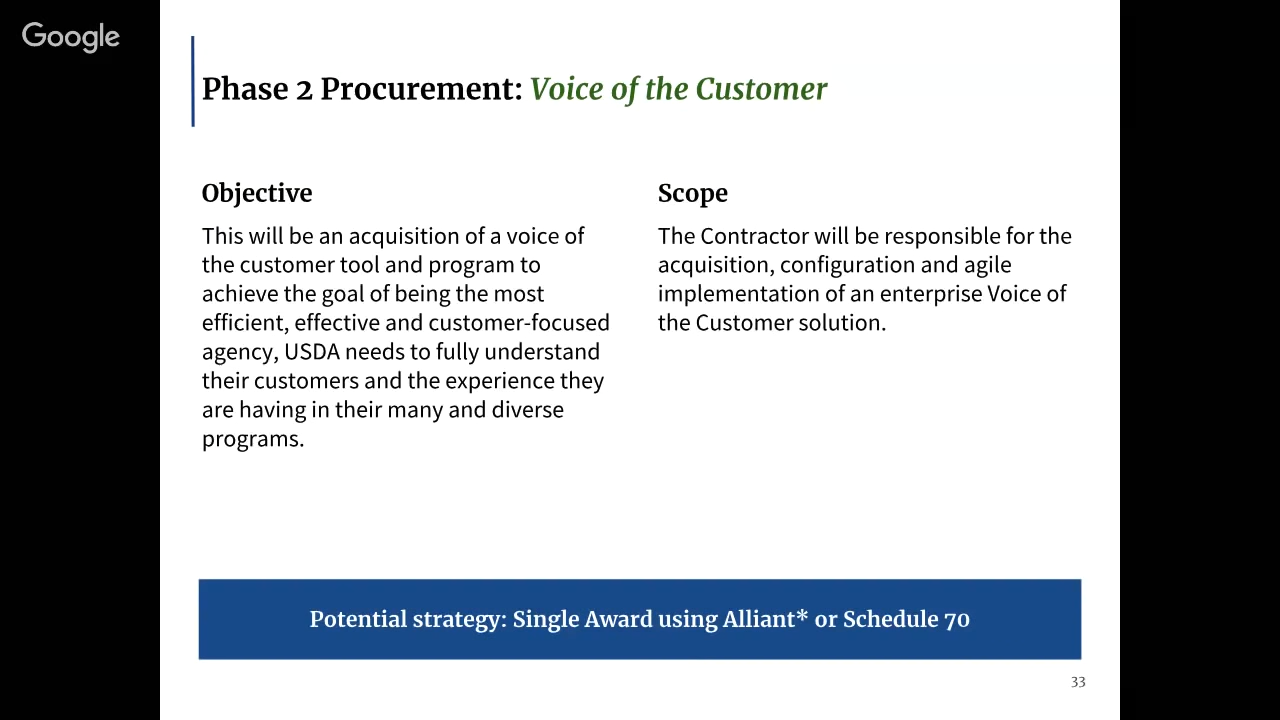 Google
Phase 2 Procurement: Voice of the Customer
Objective
This will be an acquisition of a voice of
the customer tool and program to
achieve the goal of being the most
efficient, effective and customer-focused
agency, USDA needs to fully understand
their customers and the experience they
are having in their many and diverse
programs.
Scope
The Contractor will be responsible for the
acquisition, configuration and agile
implementation of an enterprise Voice of
the Customer solution.
Potential strategy: Single Award using Alliant* or Schedule 70
33